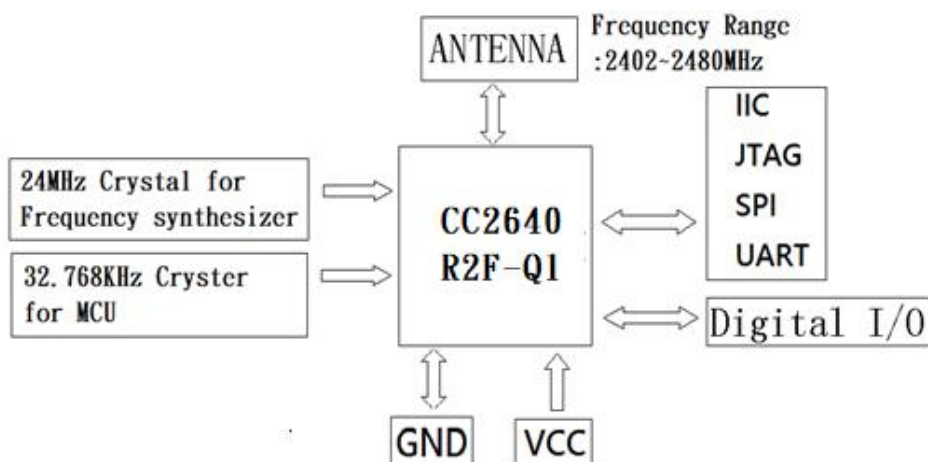 ANTENNA
Frequency Range
:2402~2480MHz
24MHz Crystal for
Frequency synthesizer
32.768KHz Cryster
for MCU
CC2640
R2F-Q1
IIC
JTAG
SPI
UART
Digital I/O
GND
VCC